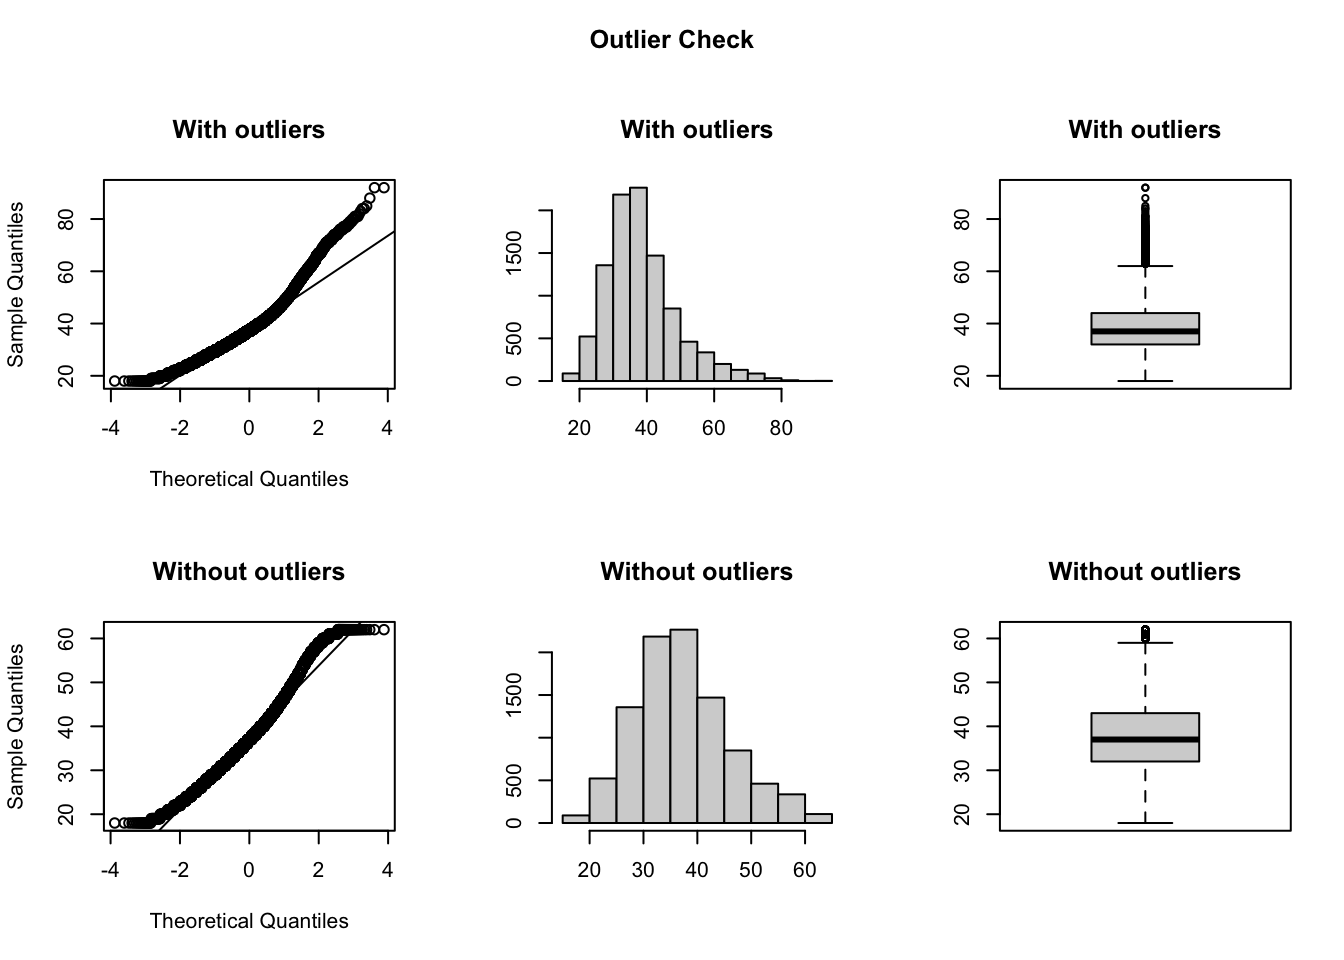 Outlier Check
With outliers
Sample Quantiles
20 40 60 80
-4 -2 0 2 4
Theoretical Quantiles
With outliers
0 500 1500
20 40 60 80
With outliers
20 40 60 80
Without outliers
Sample Quantiles
20 30 40 50 60
-4 -2 0 2 4
Theoretical Quantiles
Without outliers
0 500 1500
20 30 40 50 60
Without outliers
20 30 40 50 60